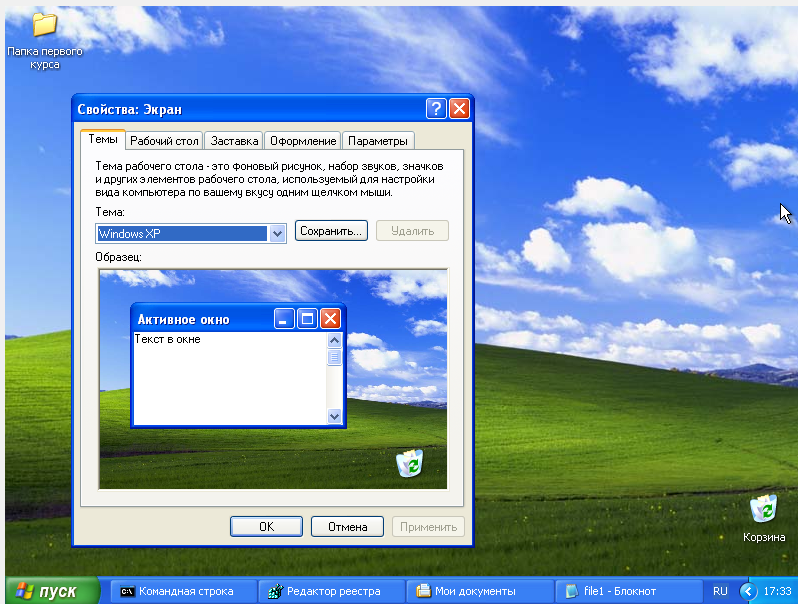 Папка первого
курса
Свойства: Экран
Темы
Рабочий стол
Заставка
Оформление
Параметры
Тема рабочего стола - это фоновый рисунок, набор звуков, значков
и других элементов рабочего стола, используемый для настройки
вида компьютера по вашему вкусу одним щелчком мыши.
Тема:
Windows XP
Сохранить...
Удалить
Образец:
Активное окно
Текст в окне
OK
Отмена
Применить
Корзина
пуск
Командная строка
Редактор реестра
Мои документы
file1 - Блокнот
RU
17:33